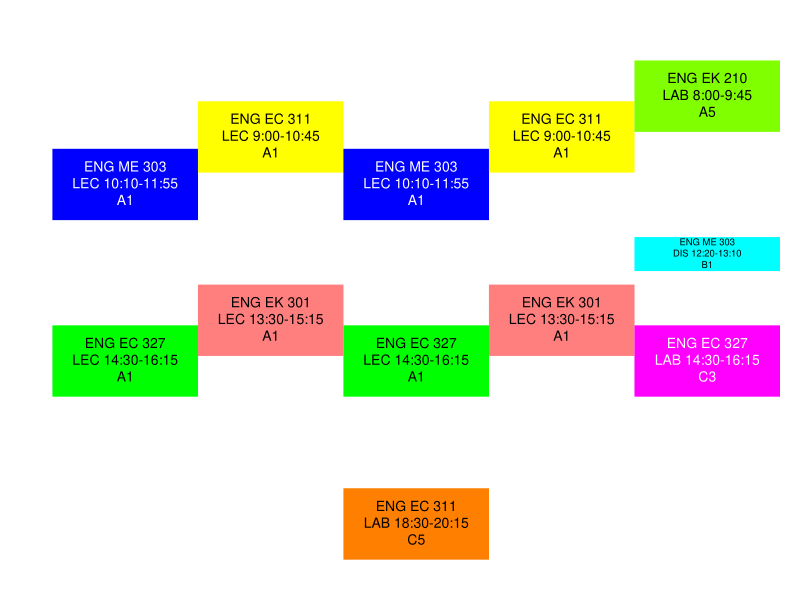 ENG EK 210
LAB 8:00-9:45
A5
ENG EC 311
LEC 9:00-10:45
A1
ENG EC 311
LEC 9:00-10:45
A1
ENG ME 303
LEC 10:10-11:55
A1
ENG ME 303
LEC 10:10-11:55
A1
ENG ME 303
DIS 12:20-13:10
B1
ENG EK 301
LEC 13:30-15:15
A1
ENG EK 301
LEC 13:30-15:15
A1
ENG EC 327
LEC 14:30-16:15
A1
ENG EC 327
LEC 14:30-16:15
A1
ENG EC 327
LAB 14:30-16:15
C3
ENG EC 311
LAB 18:30-20:15
C5